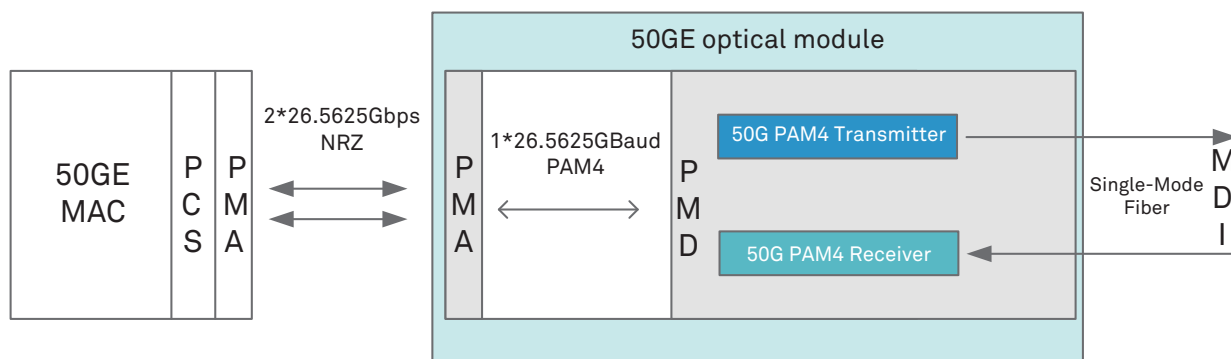 50GE optical module
50GE
MAC
P
C
S
P
M
A
2*26.5625Gbps
NRZ
P
M
A
1*26.5625GBaud
PAM4
P
M
D
50G PAM4 Transmitter
50G PAM4 Receiver
Single-Mode
Fiber
M
D
I